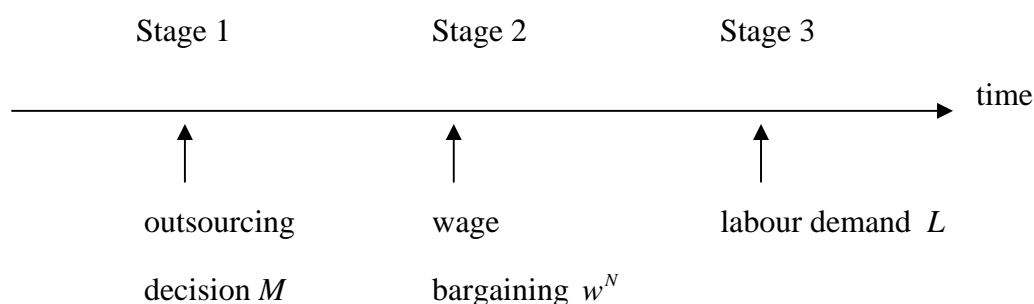 Stage 1 Stage 2 Stage 3
time
outsourcing wage labour demand L
decision M bargaining w^N